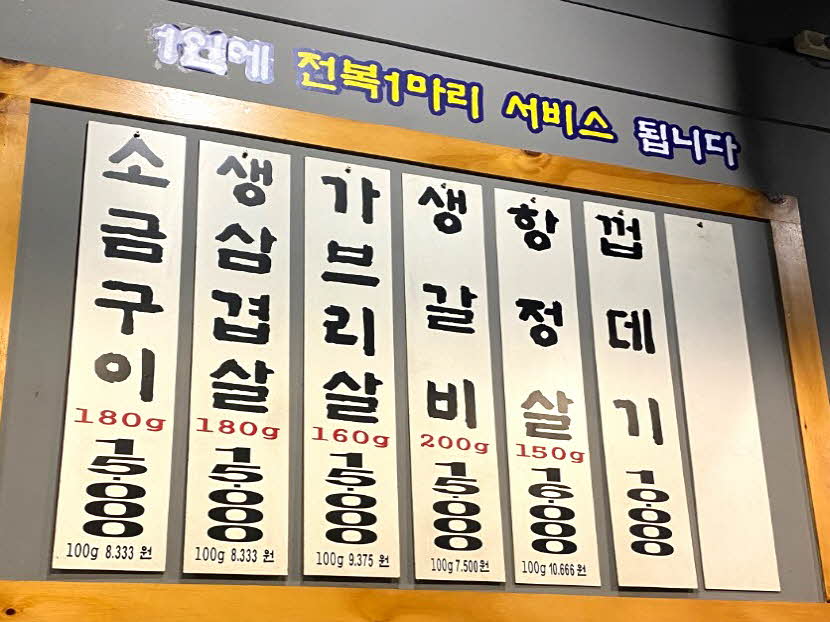 1인에 전복1마리 서비스 됩니다
소금구이
180g
15.000
100g 8.333 원
생삼겹살
180g
15.000
100g 8.333 원
가브리살
160g
15.000
100g 9.375 원
생갈비
200g
15.000
100g 7.500 원
항정살
150g
16.000
100g 10.666 원
껍데기
10.000